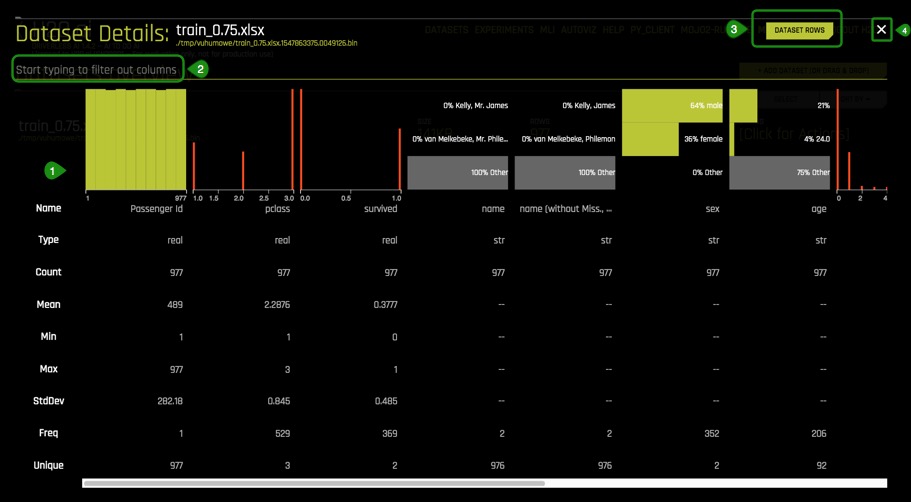 Dataset Details: train_0.75.xlsx
./tmp/vuhumowe/train_0.75.xlsx.1547863375.0049126.bin
DATASETS EXPERIMENTS MLI AUTOVIZ HELP PY_CLIENT
3 DATASET ROWS
4
Start typing to filter out columns 2
train_0.75.
[Click for Actions]
0% Kelly, Mr. James 0% Kelly, James 64% male 21%
0% van Melkebeke, Mr. Phile... 0% van Melkebeke, Philemon 36% female 4% 24.0
1 100% Other 100% Other 0% Other 75% Other
1 977 1.0 1.5 2.0 2.5 3.0 0.0 0.5 1.0 0 2 4
Name Passenger Id pclass survived name name (without Miss., ... sex age
Type real real real str str str str
Count 977 977 977 977 977 977 977
Mean 489 2.2876 0.3777 -- -- -- --
Min 1 1 0 -- -- -- --
Max 977 3 1 -- -- -- --
StdDev 282.18 0.845 0.485 -- -- -- --
Freq 1 529 369 2 2 352 206
Unique 977 3 2 976 976 2 92